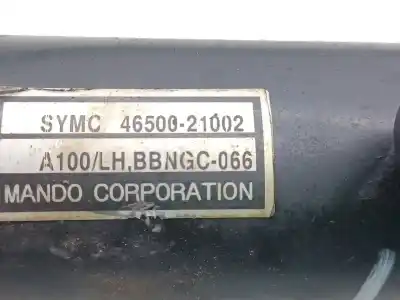 SYMC 46500-21002
A100/LH,BBNGC-066
MANDO CORPORATION